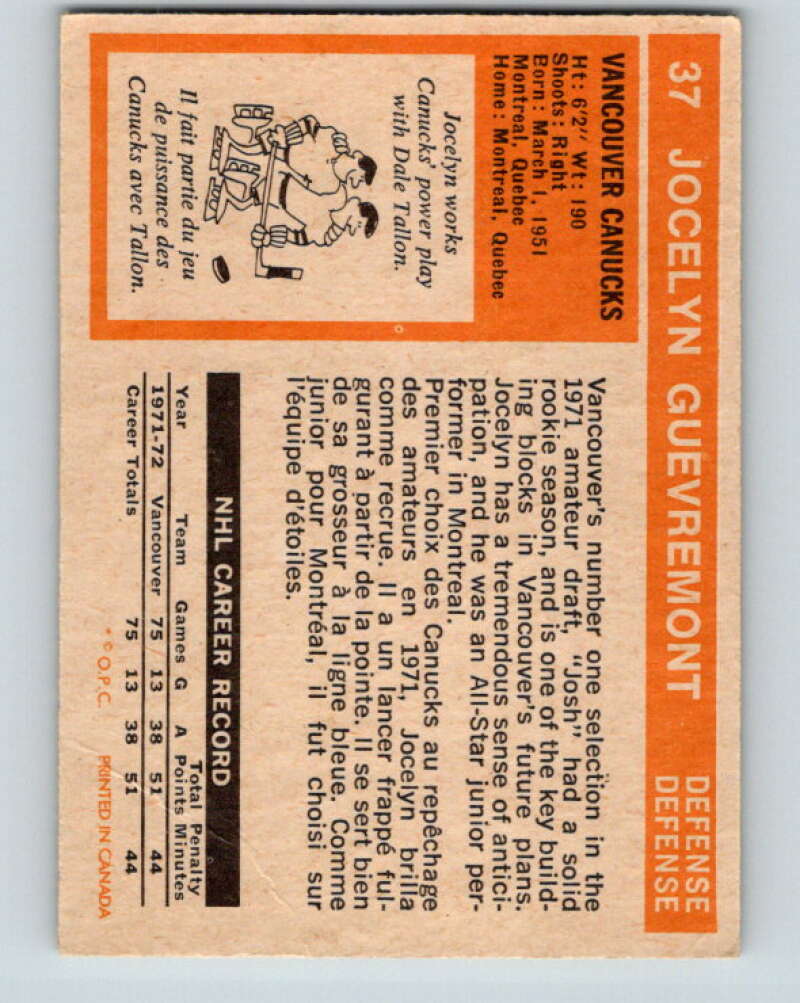 37 JOCELYN GUEVREMONT
DEFENSE
DEFENSE
VANCOUVER CANUCKS
Ht: 6'2" Wt: 190
Shoots: Right
Born: March 1, 1951
Montreal, Quebec
Home: Montreal, Quebec
Jocelyn works
Canucks' power play
with Dale Tallon.
Il fait partie du jeu
de puissance des
Canucks avec Tallon.
Vancouver's number one selection in the
1971 amateur draft, "Josh" had a solid
rookie season, and is one of the key build-
ing blocks in Vancouver's future plans.
Jocelyn has a tremendous sense of antici-
pation, and he was an All-Star junior per-
former in Montreal.
Premier choix des Canucks au repêchage
des amateurs en 1971, Jocelyn brilla
comme recrue. Il a un lancer frappé ful-
gurant à partir de la pointe. Il se sert bien
de sa grosseur à la ligne bleue. Comme
junior pour Montréal, il fut choisi sur
l'équipe d'étoiles.
NHL CAREER RECORD
Total Penalty
Year Team Games G A Points Minutes
1971-72 Vancouver 75 13 38 51 44
Career Totals 75 13 38 51 44
* © O.P.C. PRINTED IN CANADA